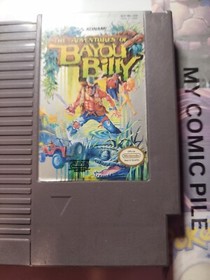 KONAMI
THE ADVENTURES OF
BAYOU
BILLY
MY COMIC PILE